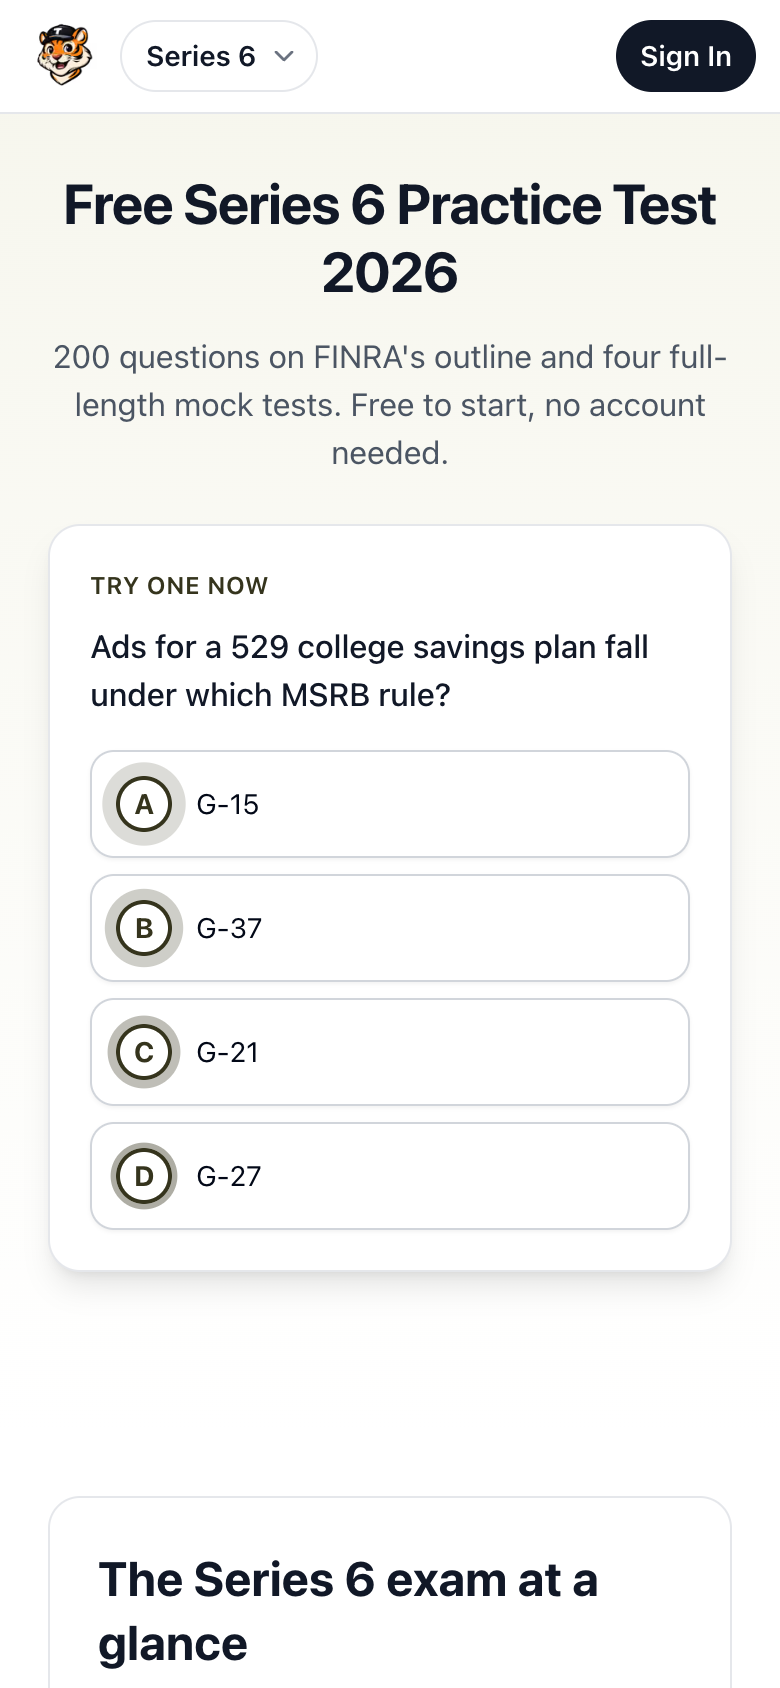 Series 6
Sign In
Free Series 6 Practice Test
2026
200 questions on FINRA's outline and four full-
length mock tests. Free to start, no account
needed.
TRY ONE NOW
Ads for a 529 college savings plan fall
under which MSRB rule?
A G-15
B G-37
C G-21
D G-27
The Series 6 exam at a
glance